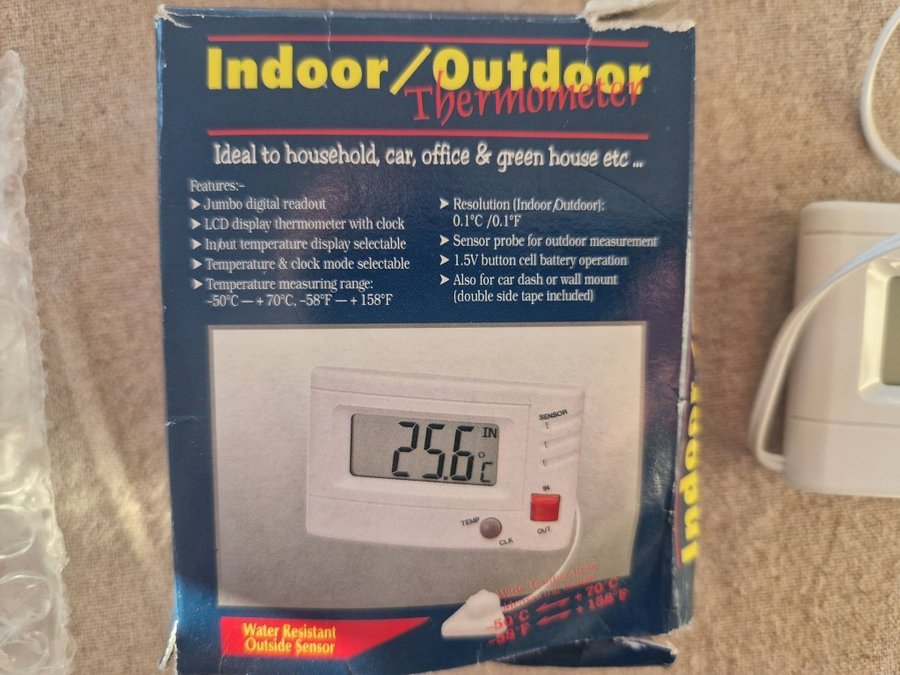 Indoor/Outdoor
Thermometer
Ideal to household, car, office & green house etc ...
Features:-
➤ Jumbo digital readout
➤ LCD display thermometer with clock
➤ In/out temperature display selectable
➤ Temperature & clock mode selectable
➤ Temperature measuring range:
-50°C — + 70°C, -58°F — + 158°F
➤ Resolution (Indoor/Outdoor):
0.1°C /0.1°F
➤ Sensor probe for outdoor measurement
➤ 1.5V button cell battery operation
➤ Also for car dash or wall mount
(double side tape included)
SENSOR
IN
25.6°C
IN
TEMP
CLK
OUT
Wide Temperature
-50°C + 70°C
-58°F + 158°F
Water Resistant
Outside Sensor
Indoor